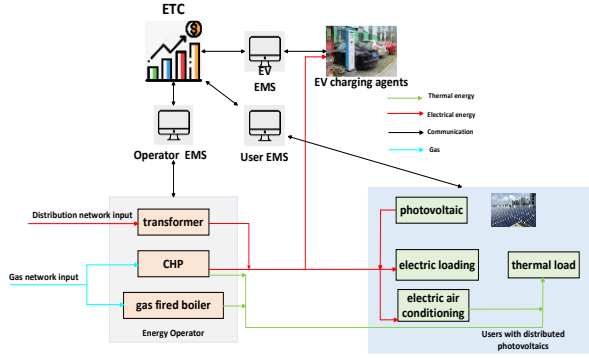 ETC
EV
EMS
EV charging agents
Thermal energy
Electrical energy
Communication
Gas
Operator EMS
User EMS
Distribution network input
transformer
photovoltaic
CHP
electric loading
thermal load
Gas network input
gas fired boiler
electric air
conditioning
Energy Operator
Users with distributed
photovoltaics